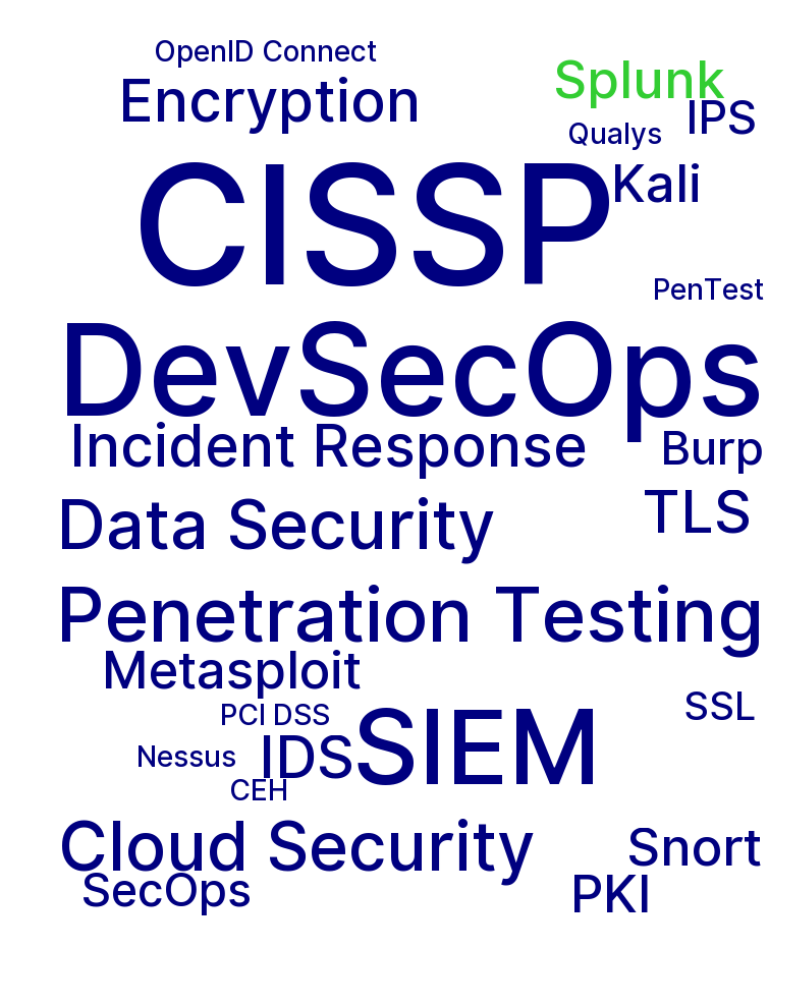 OpenID Connect
Splunk
Encryption
IPS
Qualys
Kali
CISSP
PenTest
DevSecOps
Incident Response
Burp
Data Security
TLS
Penetration Testing
Metasploit
SSL
PCI DSS
SIEM
Nessus
IDS
CEH
Cloud Security
Snort
SecOps
PKI